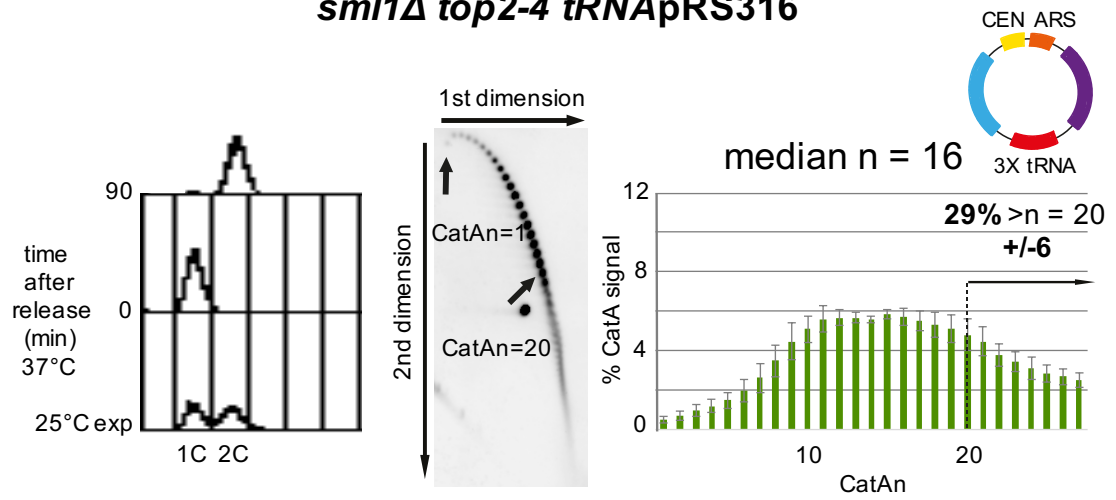 sml1Δ top2-4 tRNApRS316
CEN ARS
3X tRNA
90
time
after
release
(min)
37°C
0
25°C exp
1C 2C
1st dimension
2nd dimension
CatAn=1
CatAn=20
median n = 16
29% >n = 20
+/-6
% CatA signal
12
8
4
0
10
20
CatAn